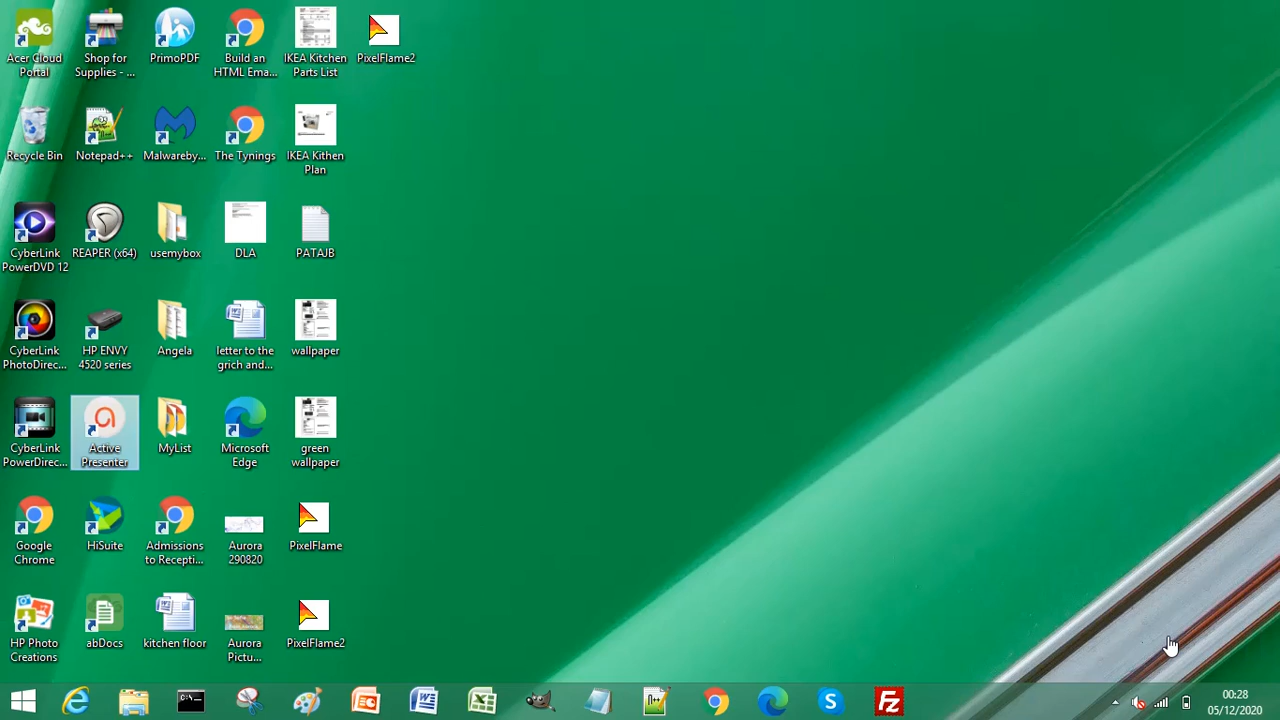 Acer Cloud
Portal
Shop for
Supplies - ...
PrimoPDF
Build an
HTML Ema...
IKEA Kitchen
Parts List
PixelFlame2
Recycle Bin
Notepad++
Malwareby...
The Tynings
IKEA Kithen
Plan
CyberLink
PowerDVD 12
REAPER (x64)
usemybox
DLA
PATAJB
CyberLink
PhotoDirec...
HP ENVY
4520 series
Angela
letter to the
grich and...
wallpaper
CyberLink
PowerDirec...
Active
Presenter
MyList
Microsoft
Edge
green
wallpaper
Google
Chrome
HiSuite
Admissions
to Recepti...
Aurora
290820
PixelFlame
HP Photo
Creations
abDocs
kitchen floor
Aurora
Pictu...
PixelFlame2
00:28
05/12/2020